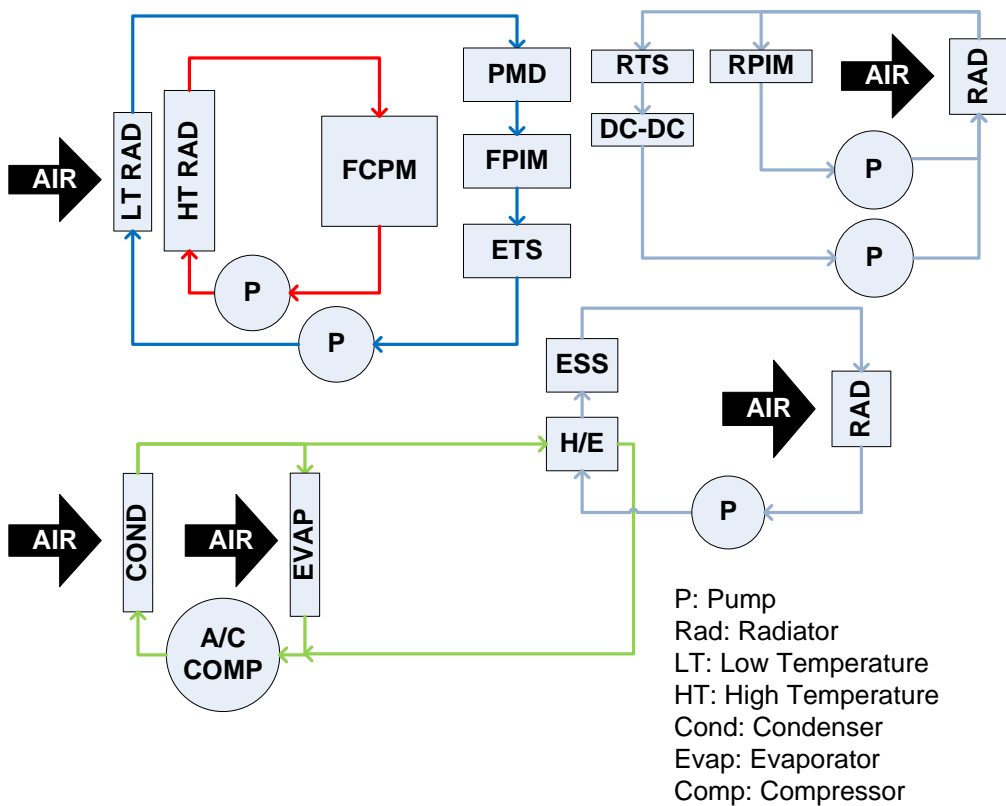 PMD
RTS
RPIM
AIR
RAD
LT RAD
HT RAD
DC-DC
FCPM
FPIM
AIR
P
ETS
P
P
P
ESS
AIR
RAD
H/E
P
AIR
COND
AIR
EVAP
A/C
COMP
P: Pump
Rad: Radiator
LT: Low Temperature
HT: High Temperature
Cond: Condenser
Evap: Evaporator
Comp: Compressor